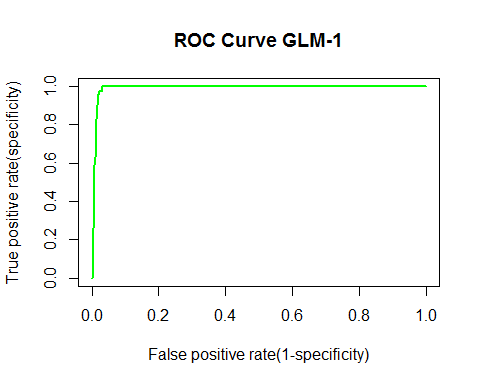 ROC Curve GLM-1
True positive rate(specificity)
1.0
0.8
0.6
0.4
0.2
0.0
0.0 0.2 0.4 0.6 0.8 1.0
False positive rate(1-specificity)